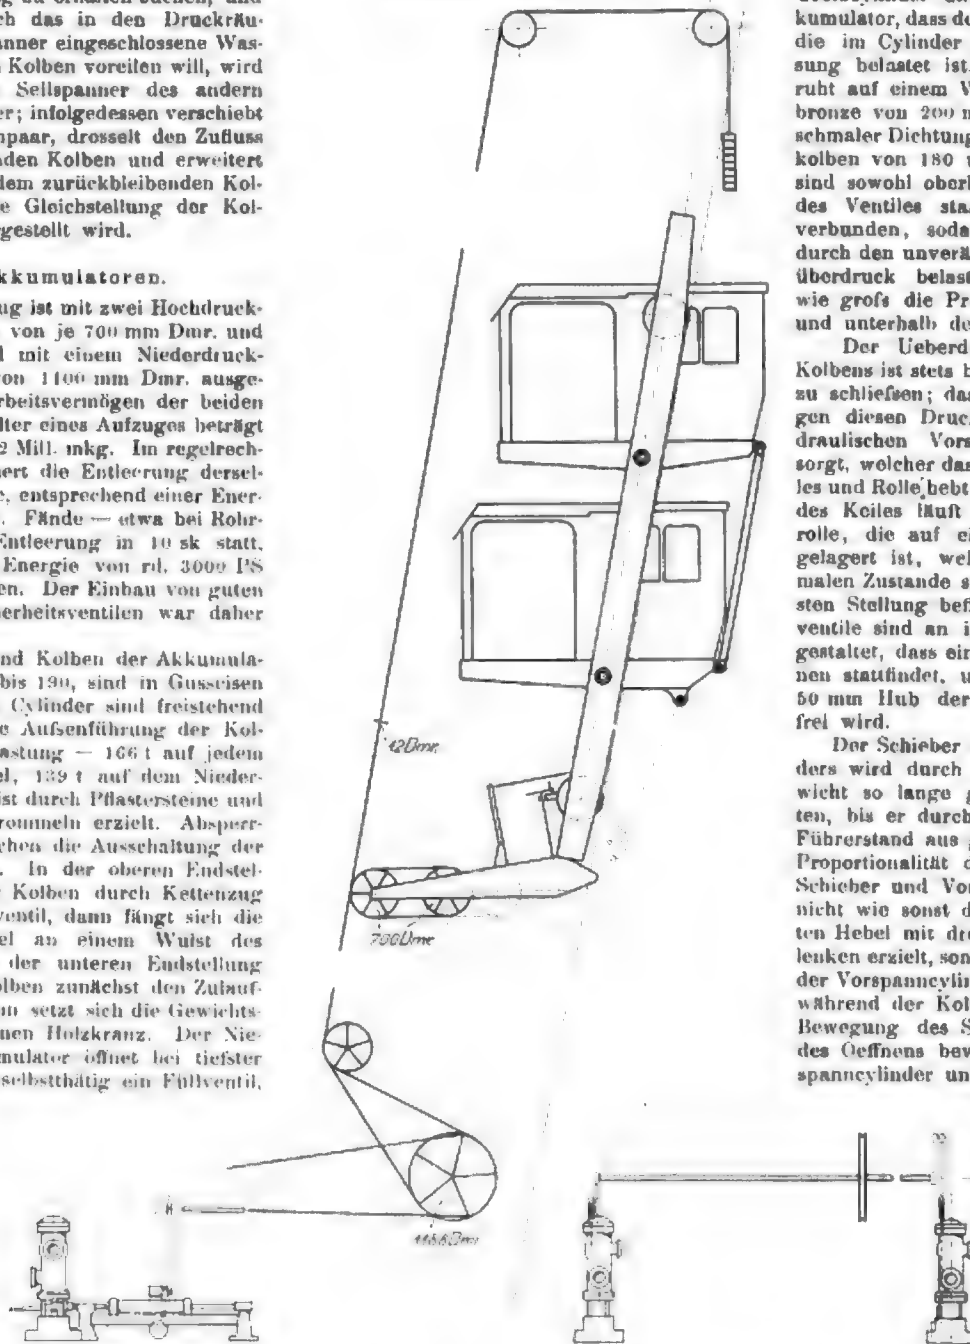 ch das in den Druckräu-
anner eingeschlossene Was-
Kolben voreilen will, wird
Seilspanner des andern
er; infolgedessen verschiebt
npaar, drosselt den Zufluss
nden Kolben und erweitert
dem zurückbleibenden Kol-
e Gleichstellung der Kol-
gestellt wird.
kkumulatoren.
ug ist mit zwei Hochdruck-
von je 700 mm Dmr. und
d mit einem Niederdruck-
von 1100 mm Dmr. ausge-
rbeitsvermögen der beiden
lter eines Aufzuges beträgt
2 Mill. mkg. Im regelrech-
ert die Entleerung dersel-
e, entsprechend einer Ener-
. Fände — etwa bei Rohr-
Entleerung in 10 sk statt,
Energie von rd. 3000 PS
en. Der Einbau von guten
erheitsventilen war daher
nd Kolben der Akkumula-
bis 190, sind in Gusseisen
Cylinder sind freistehend
e Aufsenführung der Kol-
astung — 166 t auf jedem
el, 139 t auf dem Nieder-
ist durch Pflastersteine und
rommeln erzielt. Absperr-
chen die Ausschaltung der
. In der oberen Endstel-
r Kolben durch Kettenzug
ventil, dann fängt sich die
el an einem Wulst des
der unteren Endstellung
olben zunächst den Zulauf-
nn setzt sich die Gewichts-
nen Holzkranz. Der Nie-
mulator öffnet bei tiefster
selbstthätig ein Füllventil,
12Dmr.
700Dmr.
kumulator, dass de
die im Cylinder
sung belastet ist.
ruht auf einem V
bronze von 200 m
schmaler Dichtung
kolben von 180
sind sowohl oberl
des Ventiles sta
verbunden, soda
durch den unverä
überdruck belast
wie grofs die Pr
und unterhalb de
Der Ueberd
Kolbens ist stets b
zu schliefsen; das
gen diesen Druc
draulischen Vors
sorgt, welcher das
les und Rolle hebt
des Keiles läuft
rolle, die auf ei
gelagert ist, wel
malen Zustande s
sten Stellung befi
ventile sind an i
gestaltet, dass ein
nen stattfindet, u
50 mm Hub der
frei wird.
Der Schieber
ders wird durch
wicht so lange g
ten, bis er durch
Führerstand aus
Proportionalität d
Schieber und Vor
nicht wie sonst d
ten Hebel mit dre
lenken erzielt, son
der Vorspanncylin
während der Kol
Bewegung des S
des Oeffnens bew
spanncylinder un